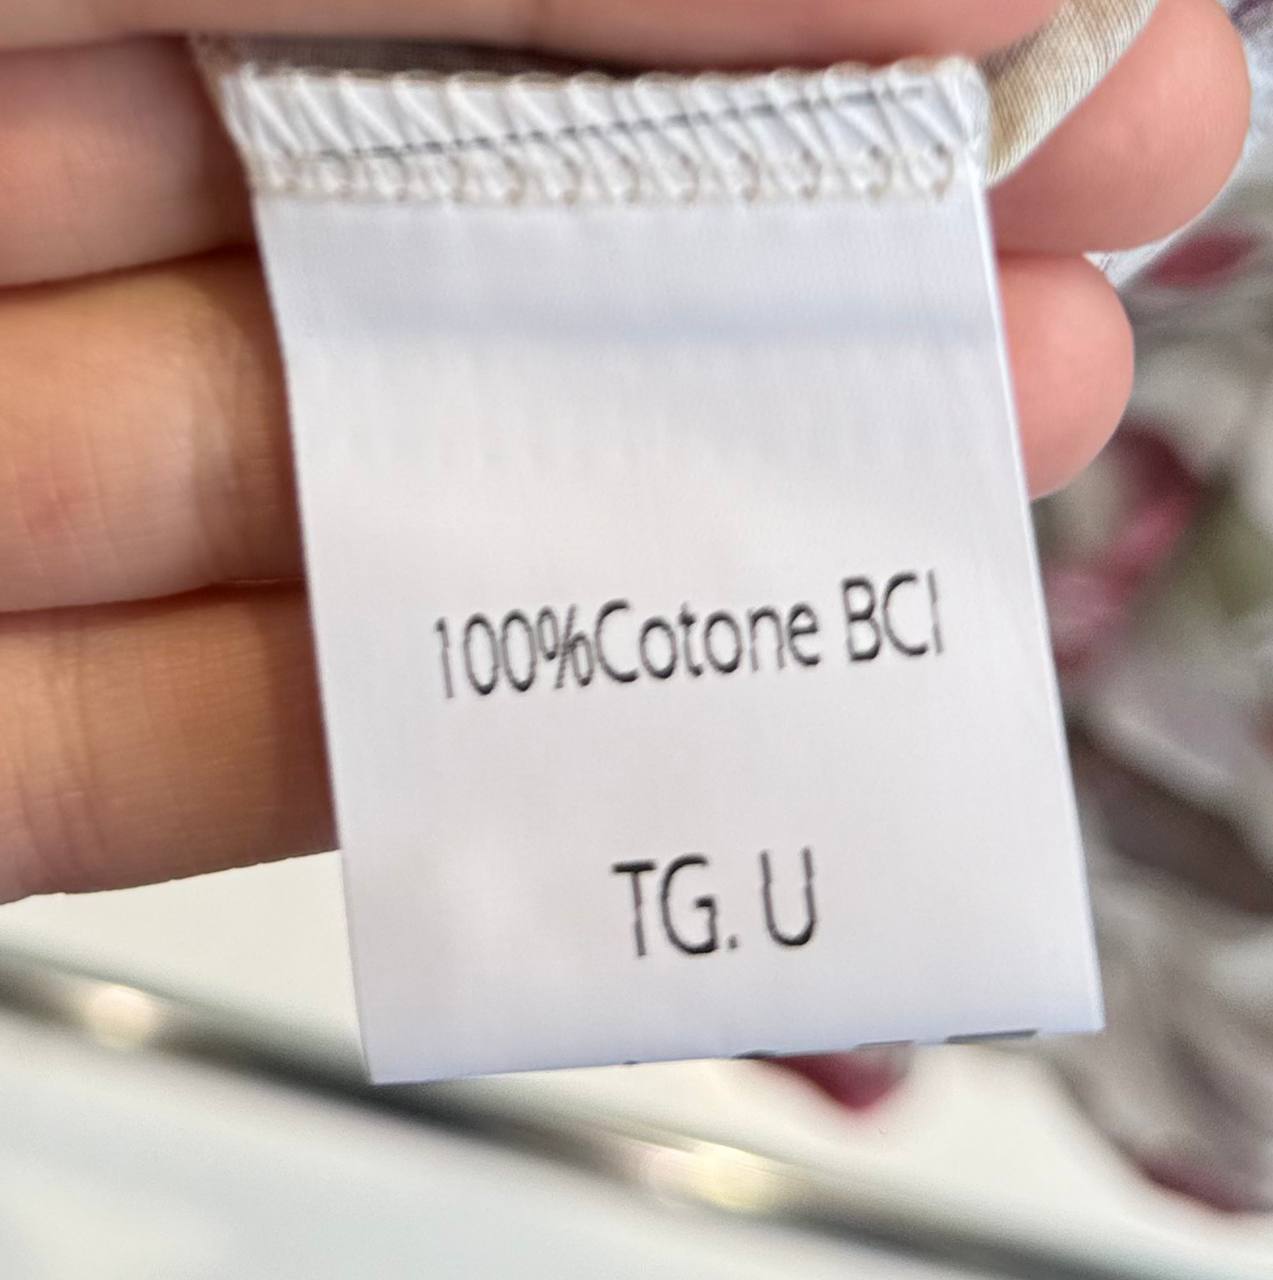 100%Cotone BCI
TG. U